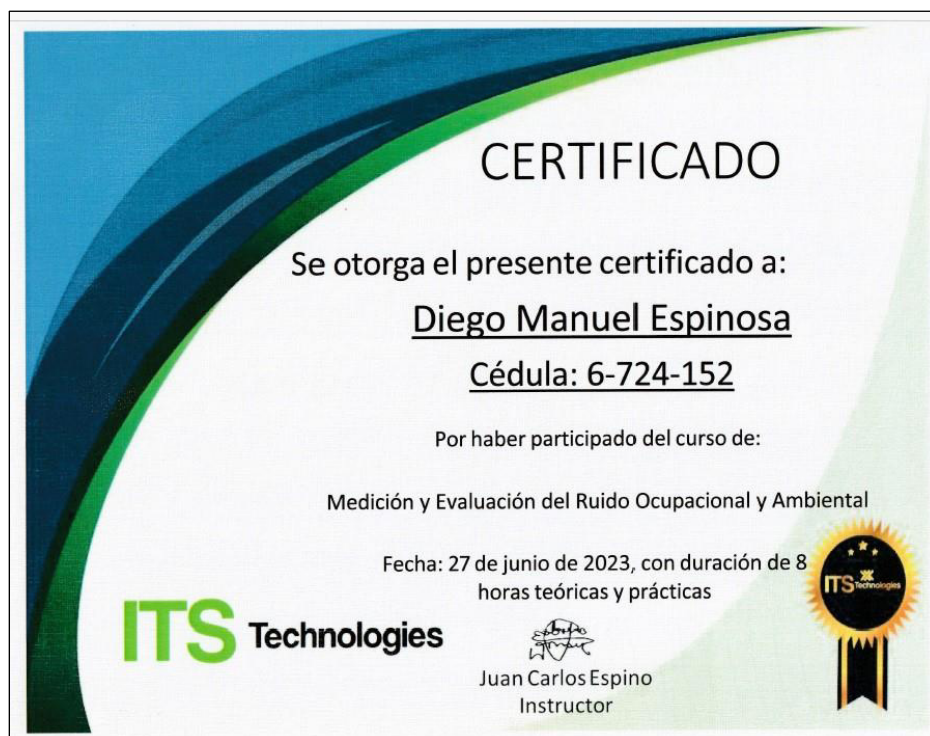 CERTIFICADO
Se otorga el presente certificado a:
Diego Manuel Espinosa
Cédula: 6-724-152
Por haber participado del curso de:
Medición y Evaluación del Ruido Ocupacional y Ambiental
Fecha: 27 de junio de 2023, con duración de 8
horas teóricas y prácticas
ITS Technologies
Juan Carlos Espino
Instructor
ITS Technologies